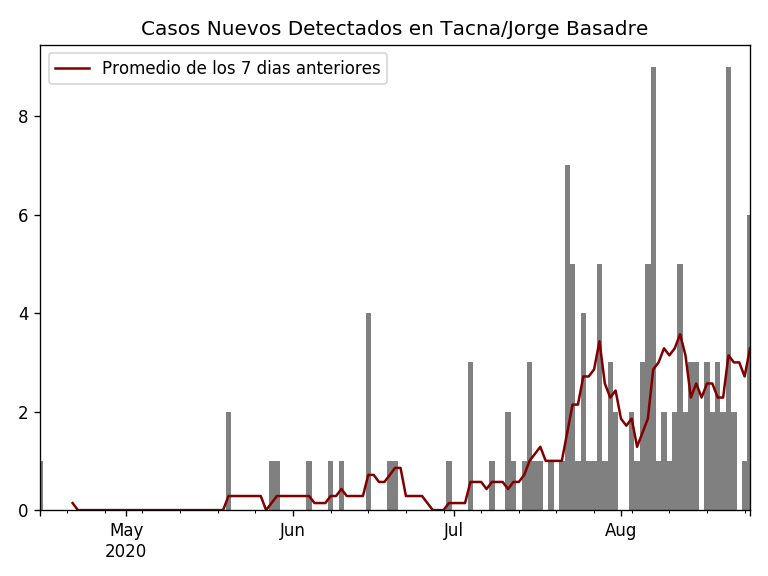 Casos Nuevos Detectados en Tacna/Jorge Basadre
Promedio de los 7 dias anteriores
8
6
4
2
0
May
2020
Jun
Jul
Aug